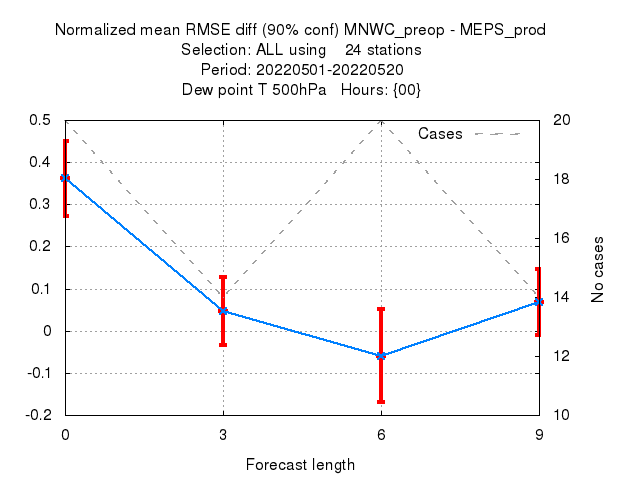 Normalized mean RMSE diff (90% conf) MNWC_preop - MEPS_prod
Selection: ALL using    24 stations
Period: 20220501-20220520
Dew point T 500hPa   Hours: {00}
0.5
0.4
0.3
0.2
0.1
0
-0.1
-0.2
Cases
20
18
16
14
12
10
No cases
0 3 6 9
Forecast length